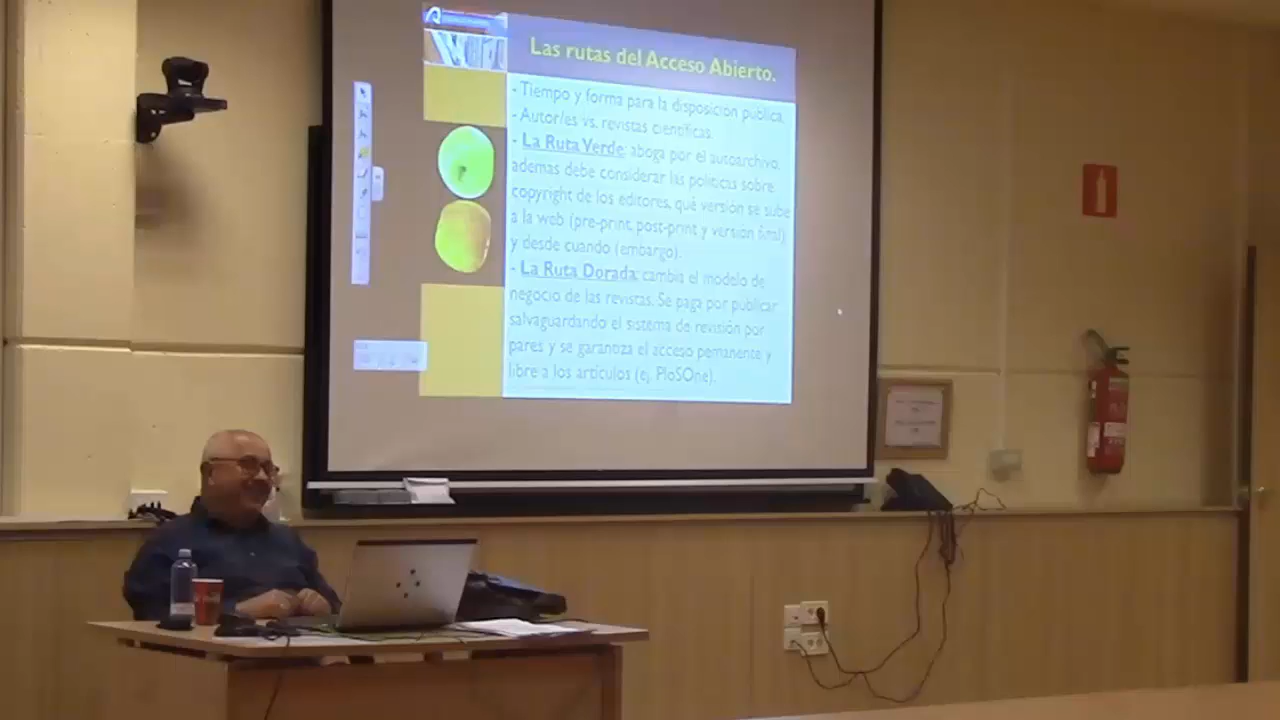 Las rutas del Acceso Abierto.
- Tiempo y forma para la disposición pública.
- Autor/es vs. revistas científicas.
- La Ruta Verde: aboga por el autoarchivo,
ademas debe considerar las políticas sobre
copyright de los editores, qué versión se sube
a la web (pre-print, post-print y versión final)
y desde cuando (embargo).
- La Ruta Dorada: cambia el modelo de
negocio de las revistas. Se paga por publicar
salvaguardando el sistema de revisión por
pares y se garantiza el acceso permanente y
libre a los artículos (ej. PloSOne).